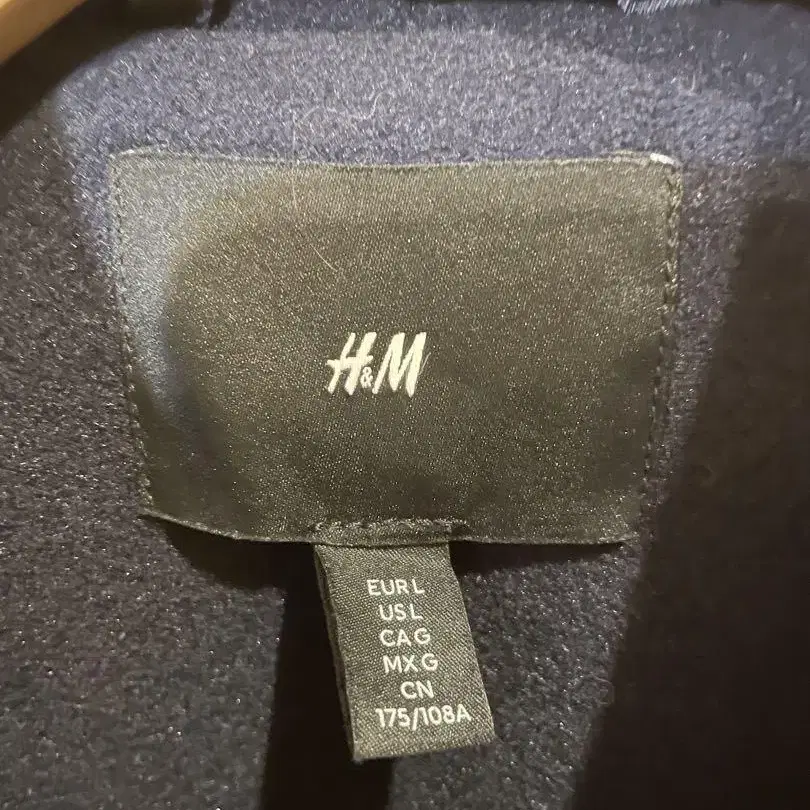 H&M
EUR L
US L
CA G
MX G
CN
175/108A